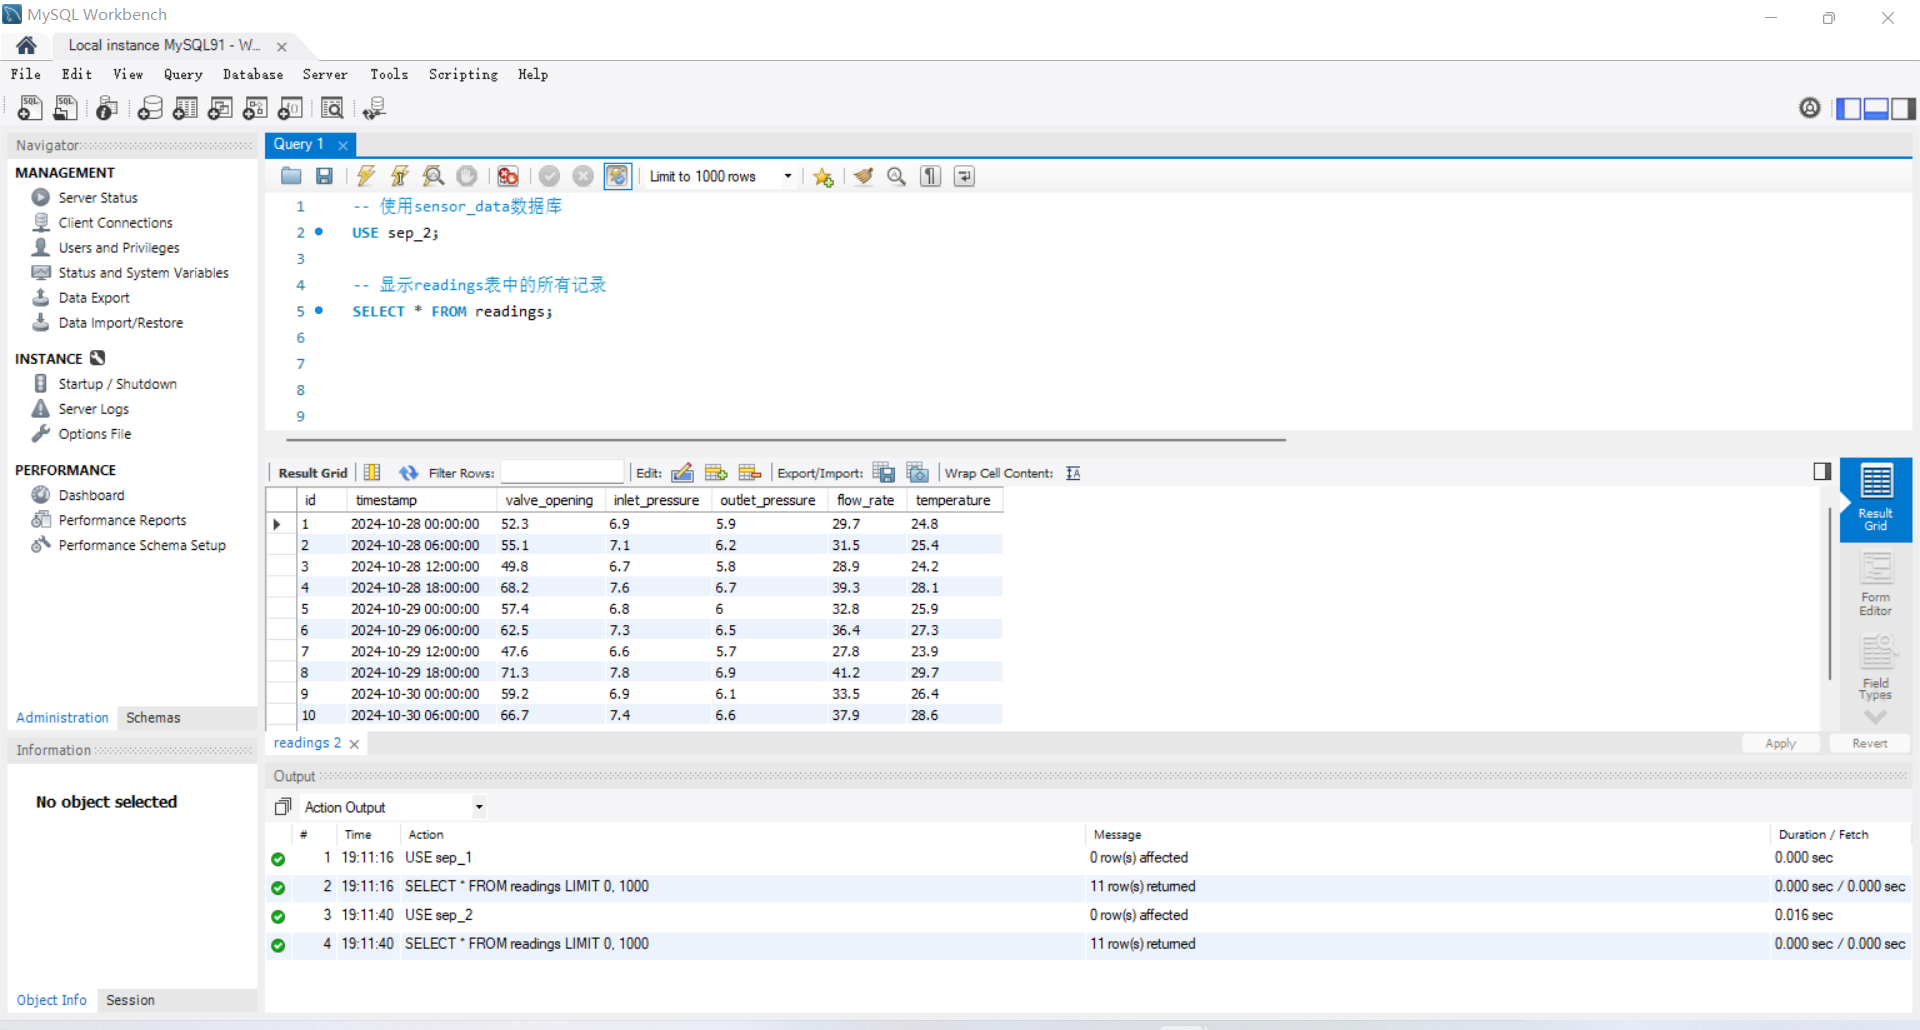 MySQL Workbench
Local instance MySQL91 - W...
File Edit View Query Database Server Tools Scripting Help
Navigator
MANAGEMENT
Server Status
Client Connections
Users and Privileges
Status and System Variables
Data Export
Data Import/Restore
INSTANCE
Startup / Shutdown
Server Logs
Options File
PERFORMANCE
Dashboard
Performance Reports
Performance Schema Setup
Administration Schemas
Information
No object selected
Object Info Session
Query 1
Limit to 1000 rows
1 -- 使用sensor_data数据库
2 USE sep_2;
3
4 -- 显示readings表中的所有记录
5 SELECT * FROM readings;
6
7
8
9
Result Grid Filter Rows: Edit: Export/Import: Wrap Cell Content:
id timestamp valve_opening inlet_pressure outlet_pressure flow_rate temperature
1 2024-10-28 00:00:00 52.3 6.9 5.9 29.7 24.8
2 2024-10-28 06:00:00 55.1 7.1 6.2 31.5 25.4
3 2024-10-28 12:00:00 49.8 6.7 5.8 28.9 24.2
4 2024-10-28 18:00:00 68.2 7.6 6.7 39.3 28.1
5 2024-10-29 00:00:00 57.4 6.8 6 32.8 25.9
6 2024-10-29 06:00:00 62.5 7.3 6.5 36.4 27.3
7 2024-10-29 12:00:00 47.6 6.6 5.7 27.8 23.9
8 2024-10-29 18:00:00 71.3 7.8 6.9 41.2 29.7
9 2024-10-30 00:00:00 59.2 6.9 6.1 33.5 26.4
10 2024-10-30 06:00:00 66.7 7.4 6.6 37.9 28.6
Result
Grid
Form
Editor
Field
Types
readings 2
Apply Revert
Output
Action Output
# Time Action Message Duration / Fetch
1 19:11:16 USE sep_1 0 row(s) affected 0.000 sec
2 19:11:16 SELECT * FROM readings LIMIT 0, 1000 11 row(s) returned 0.000 sec / 0.000 sec
3 19:11:40 USE sep_2 0 row(s) affected 0.016 sec
4 19:11:40 SELECT * FROM readings LIMIT 0, 1000 11 row(s) returned 0.000 sec / 0.000 sec